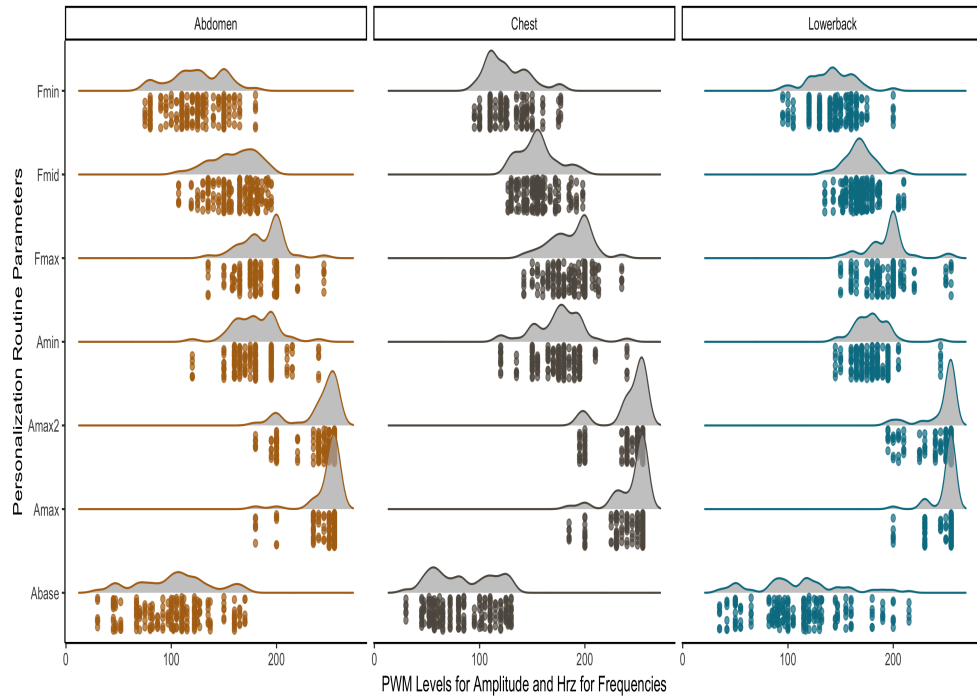 Abdomen Chest Lowerback
Fmin
Fmid
Fmax
Amin
Amax2
Amax
Abase
Personalization Routine Parameters
0 100 200 0 100 200 0 100 200
PWM Levels for Amplitude and Hrz for Frequencies